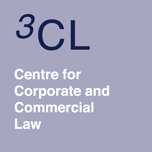 3CL
Centre for
Corporate and
Commercial
Law